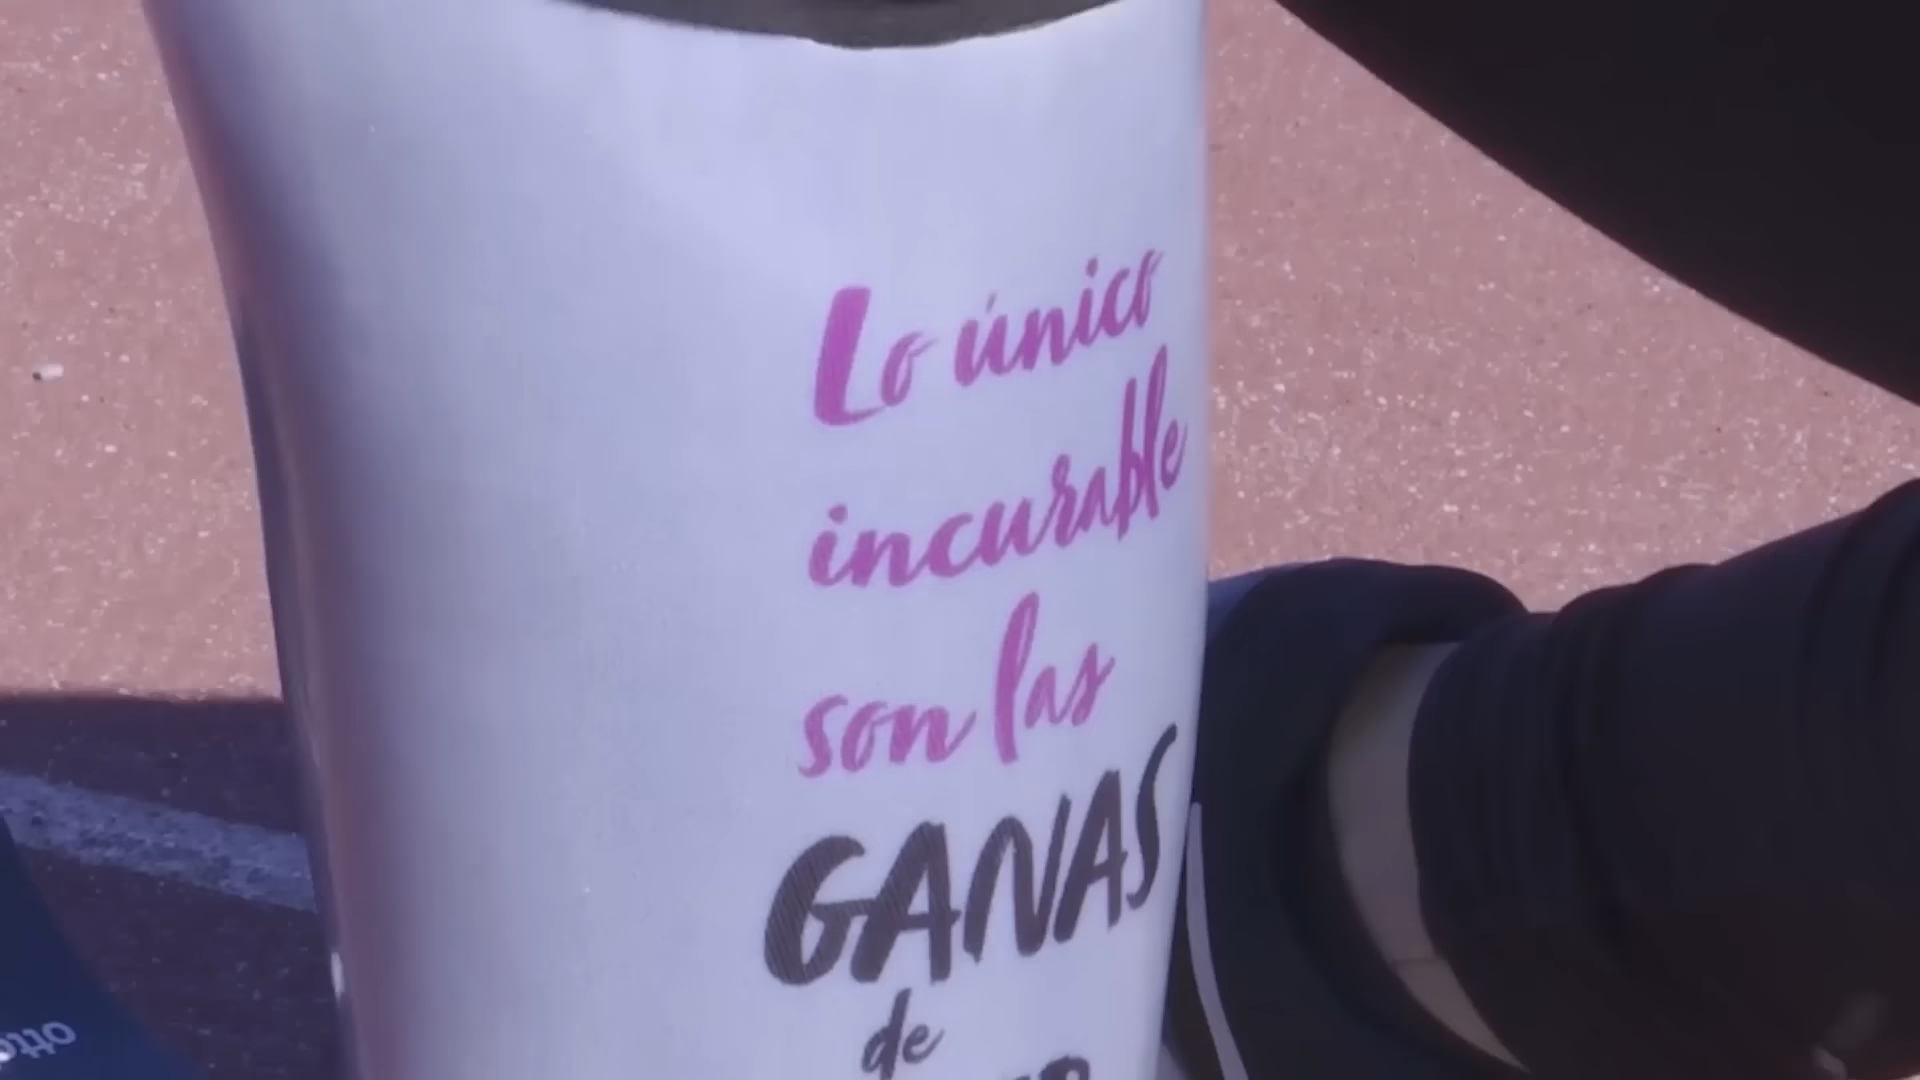 Lo único
incurable
son las
GANAS
de